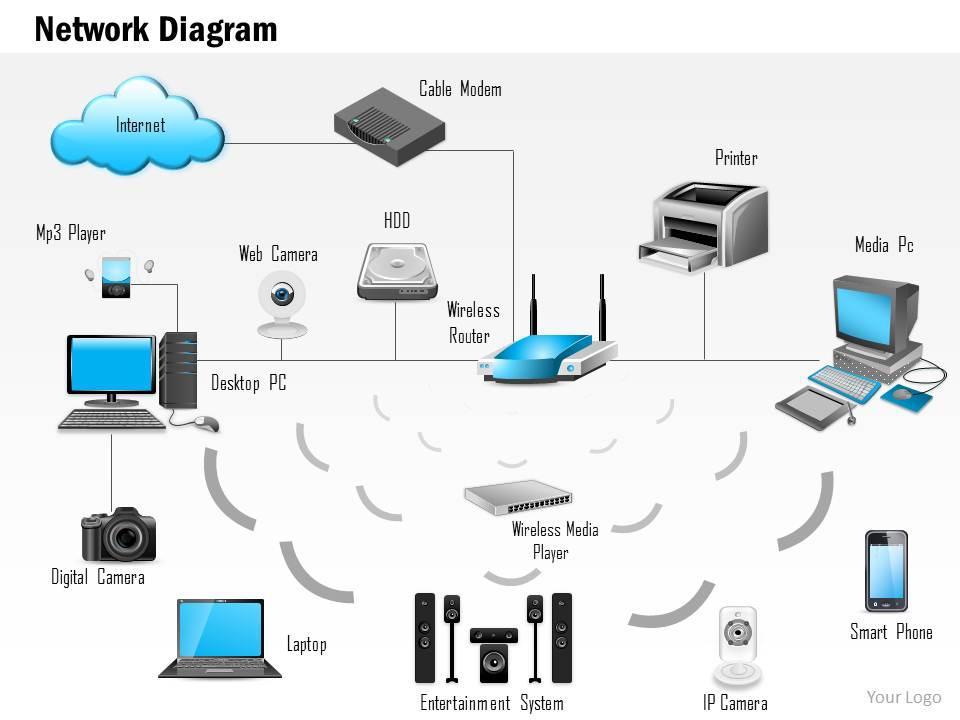 Network Diagram
Internet
Cable Modem
Printer
Mp3 Player
HDD
Web Camera
Media Pc
Wireless
Router
Desktop PC
Wireless Media
Player
Digital Camera
Laptop
Smart Phone
Entertainment System
IP Camera
Your Logo